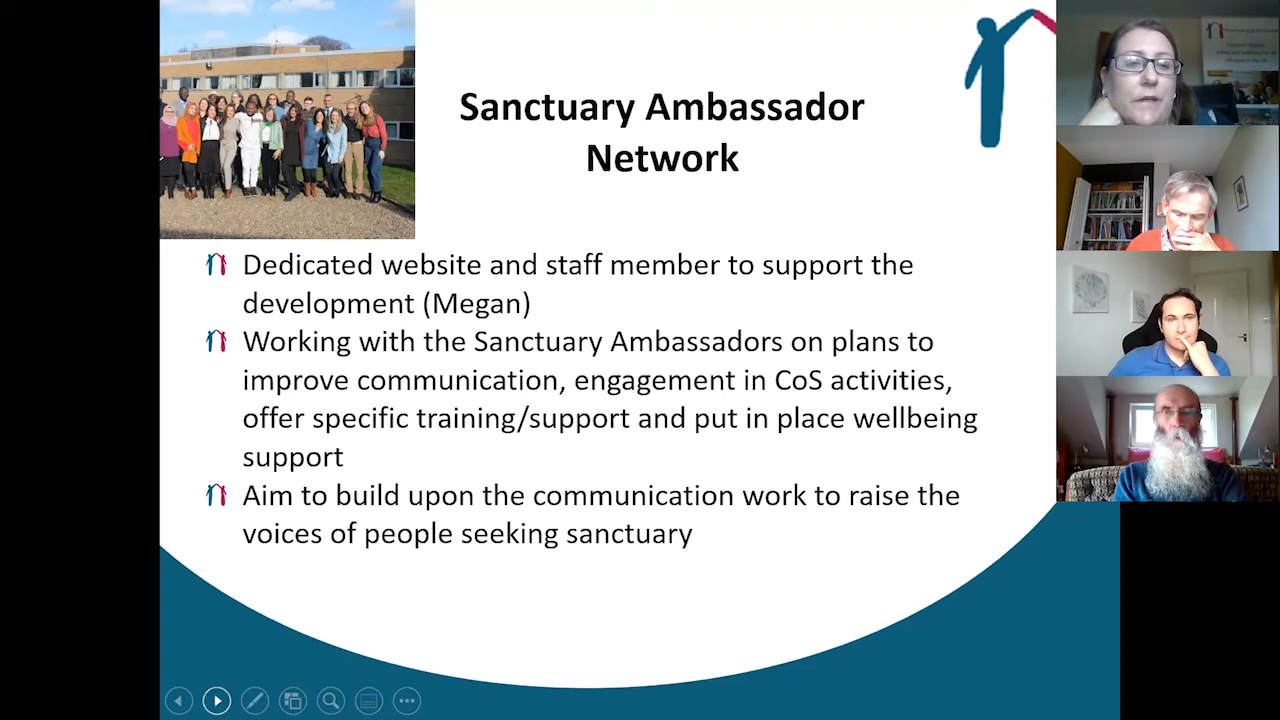 Sanctuary Ambassador
Network
Dedicated website and staff member to support the
development (Megan)
Working with the Sanctuary Ambassadors on plans to
improve communication, engagement in CoS activities,
offer specific training/support and put in place wellbeing
support
Aim to build upon the communication work to raise the
voices of people seeking sanctuary